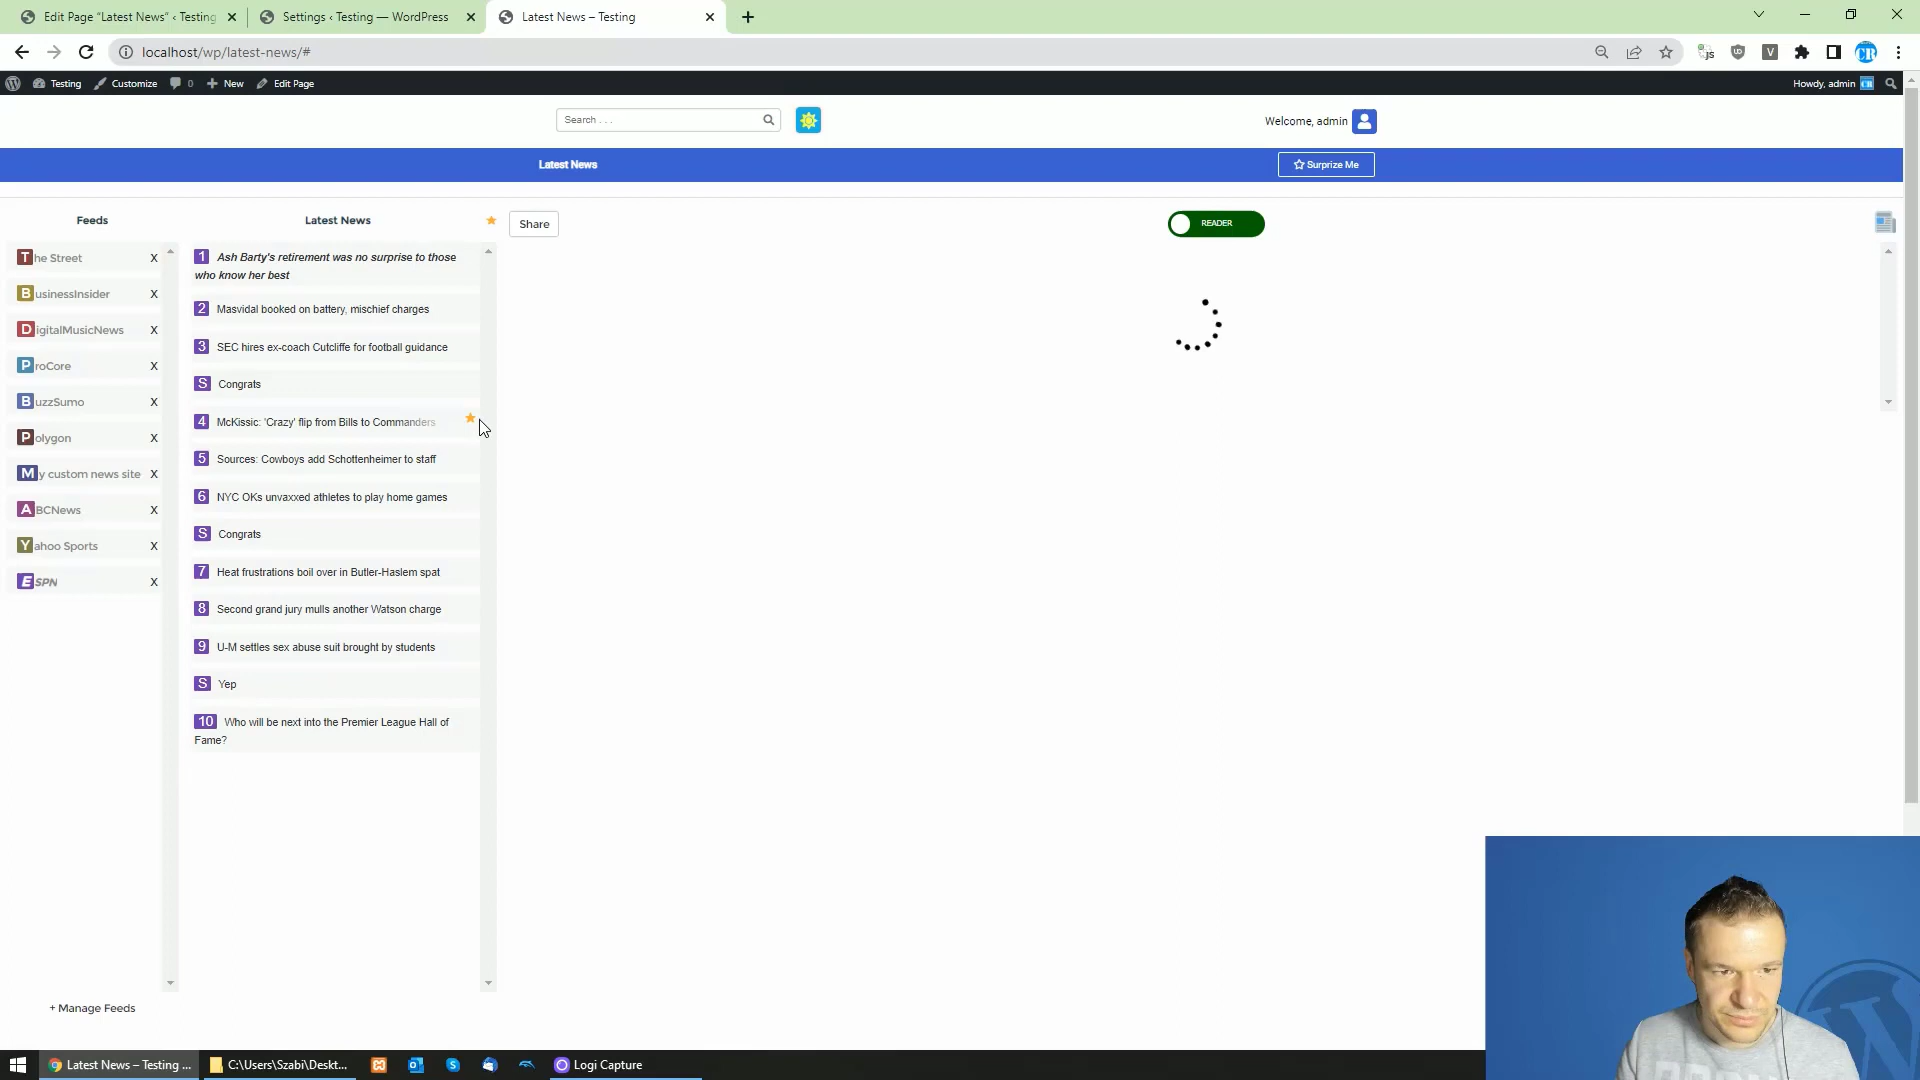 Edit Page "Latest News" ‹ Testing
Settings ‹ Testing — WordPress
Latest News – Testing
localhost/wp/latest-news/#
Testing
Customize
0
New
Edit Page
Howdy, admin
Search . . .
Welcome, admin
Latest News
Surprize Me
Feeds
Latest News
Share
READER
The Street X
BusinessInsider X
DigitalMusicNews X
ProCore X
BuzzSumo X
Polygon X
My custom news site X
ABCNews X
Yahoo Sports X
ESPN X
1 Ash Barty's retirement was no surprise to those
who know her best
2 Masvidal booked on battery, mischief charges
3 SEC hires ex-coach Cutcliffe for football guidance
S Congrats
4 McKissic: 'Crazy' flip from Bills to Commanders
5 Sources: Cowboys add Schottenheimer to staff
6 NYC OKs unvaxxed athletes to play home games
S Congrats
7 Heat frustrations boil over in Butler-Haslem spat
8 Second grand jury mulls another Watson charge
9 U-M settles sex abuse suit brought by students
S Yep
10 Who will be next into the Premier League Hall of
Fame?
+ Manage Feeds
Latest News – Testing ...
C:\Users\Szabi\Deskt...
Logi Capture